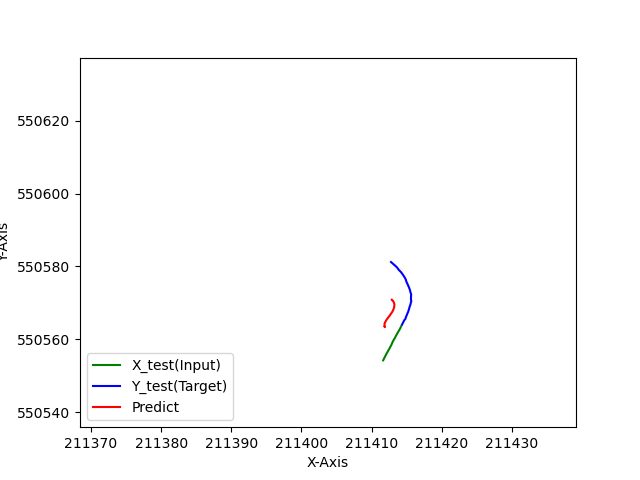 Y-Axis
550620
550600
550580
550560
550540
X_test(Input)
Y_test(Target)
Predict
211370 211380 211390 211400 211410 211420 211430
X-Axis